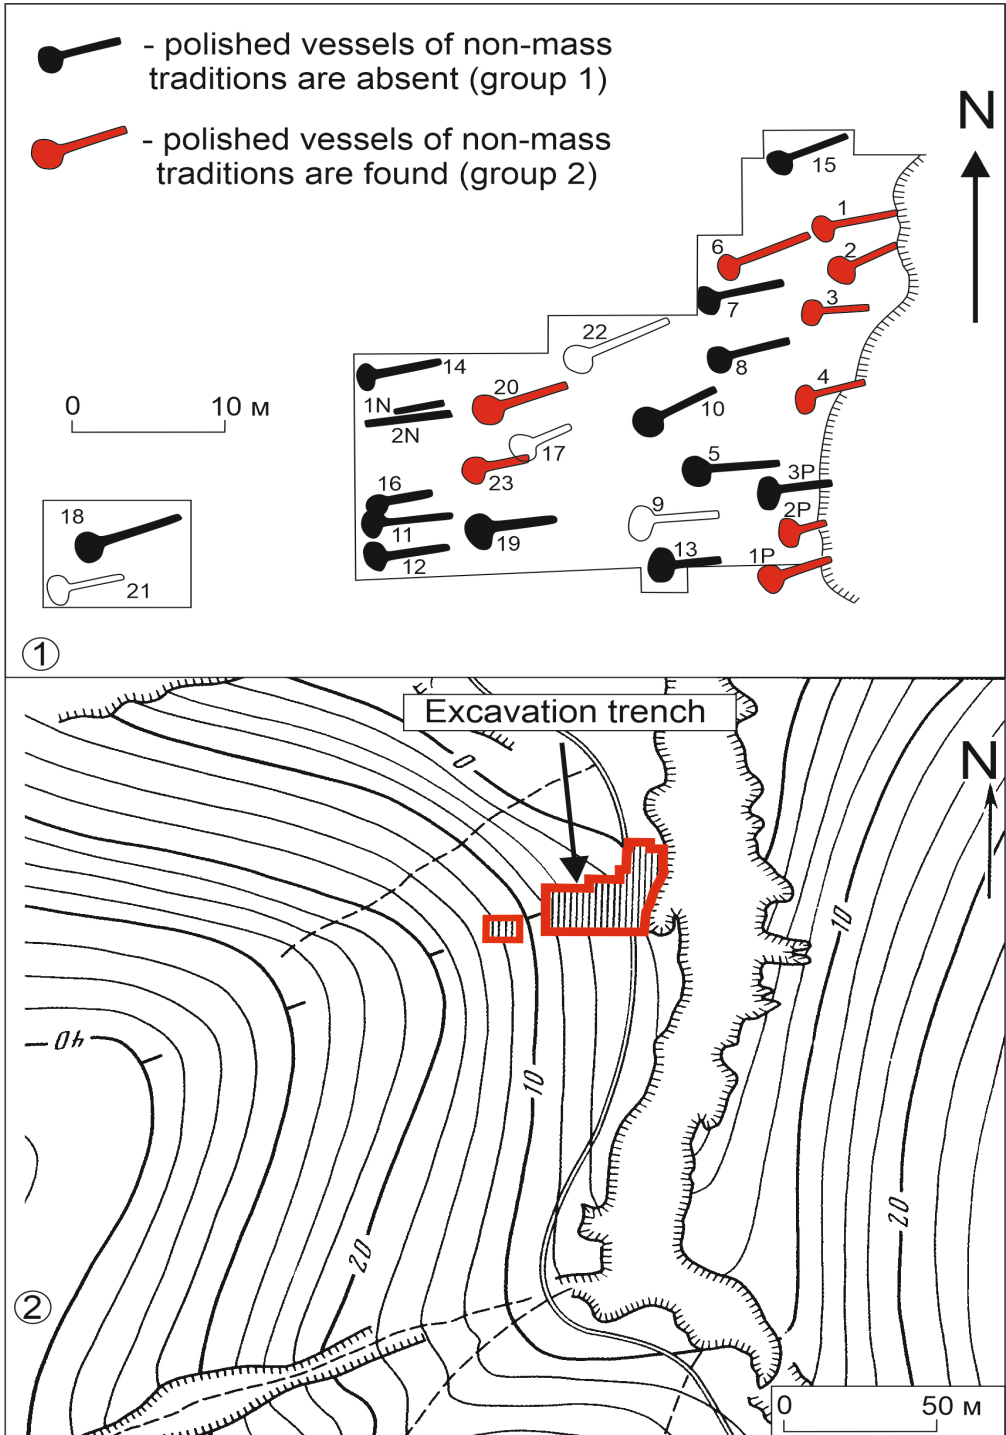 - polished vessels of non-mass
traditions are absent (group 1)
- polished vessels of non-mass
traditions are found (group 2)
N
15
1
6
2
7
3
22
8
14
20
4
1N
10
2N
17
5
23
3P
16
9
2P
18
11
19
13
1P
12
21
0 10 м
1
Excavation trench
N
0
10
40
10
20
20
2
0 50 м